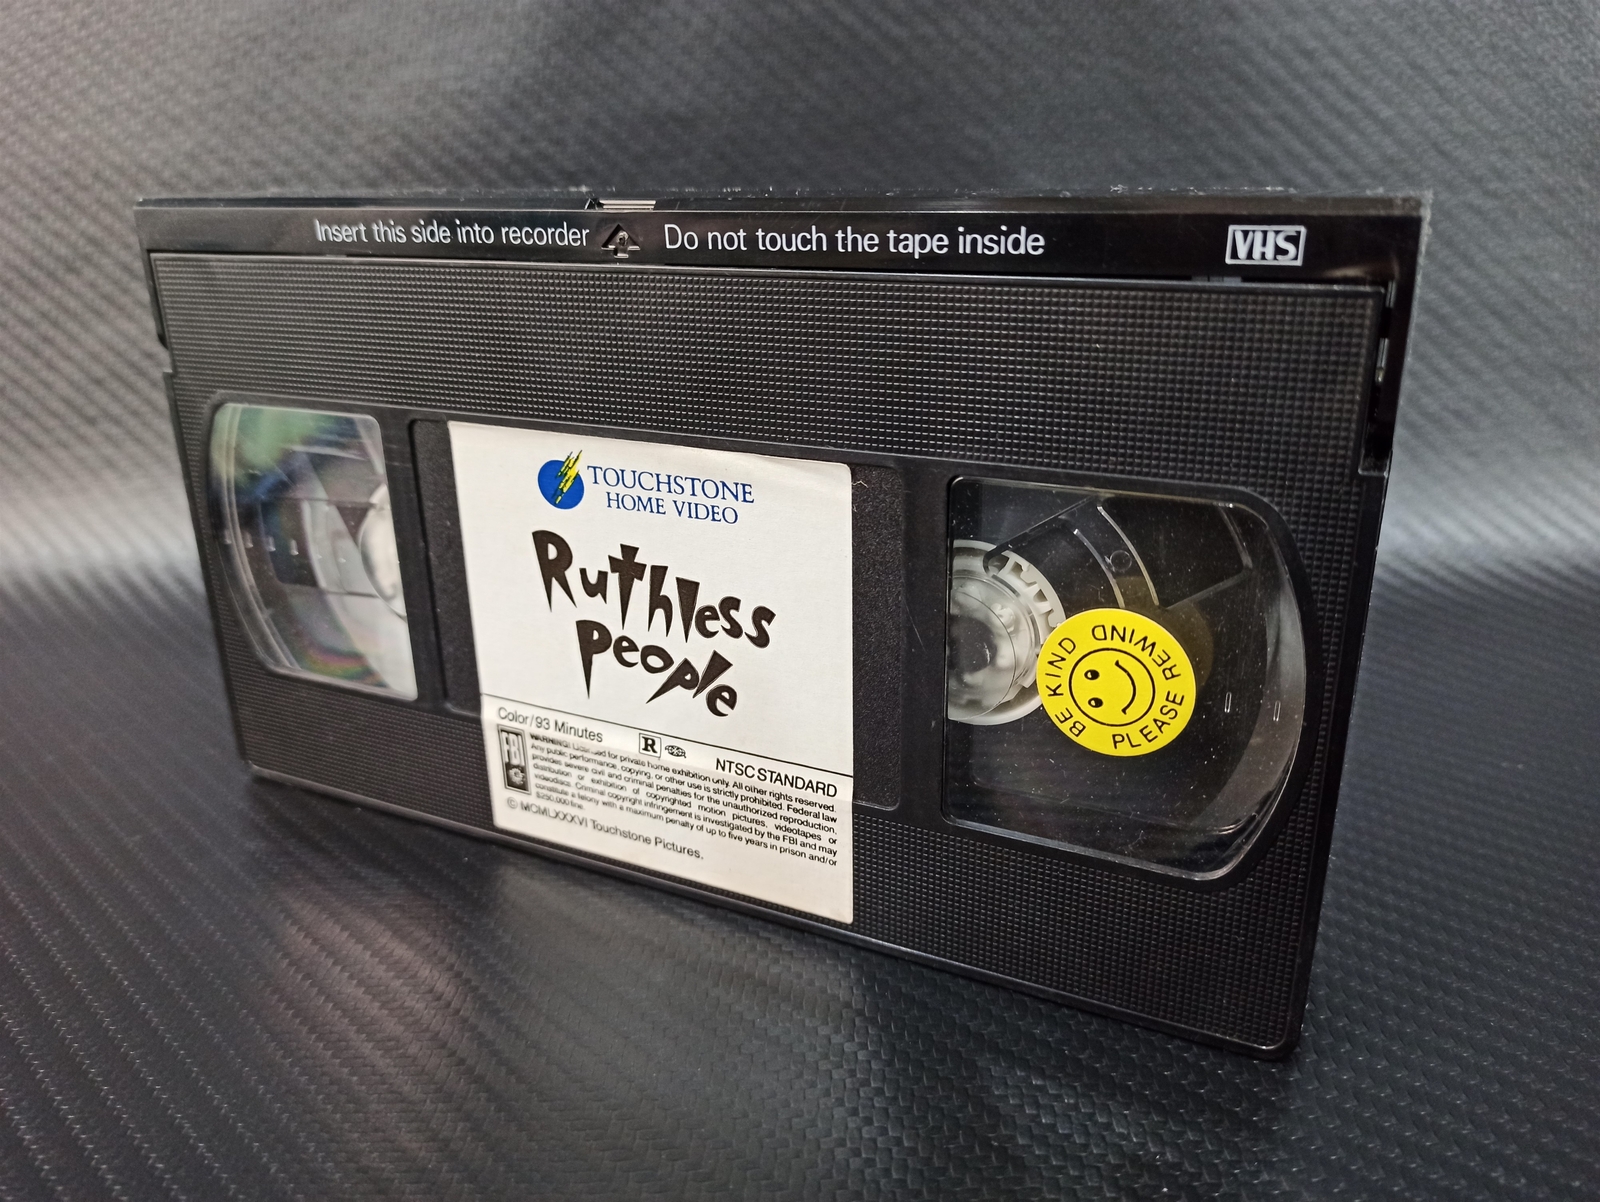 Insert this side into recorder Do not touch the tape inside
VHS
TOUCHSTONE
HOME VIDEO
Ruthless
People
Color/93 Minutes
R
NTSC STANDARD
FBI
WARNING: Licensed for private home exhibition only. All other rights reserved.
Any public performance, copying, or other use is strictly prohibited. Federal law
provides severe civil and criminal penalties for the unauthorized reproduction,
distribution or exhibition of copyrighted motion pictures, videotapes or
videodiscs. Criminal copyright infringement is investigated by the FBI and may
constitute a felony with a maximum penalty of up to five years in prison and/or
$250,000 fine.
© MCMLXXXVI Touchstone Pictures.
BE KIND PLEASE REWIND